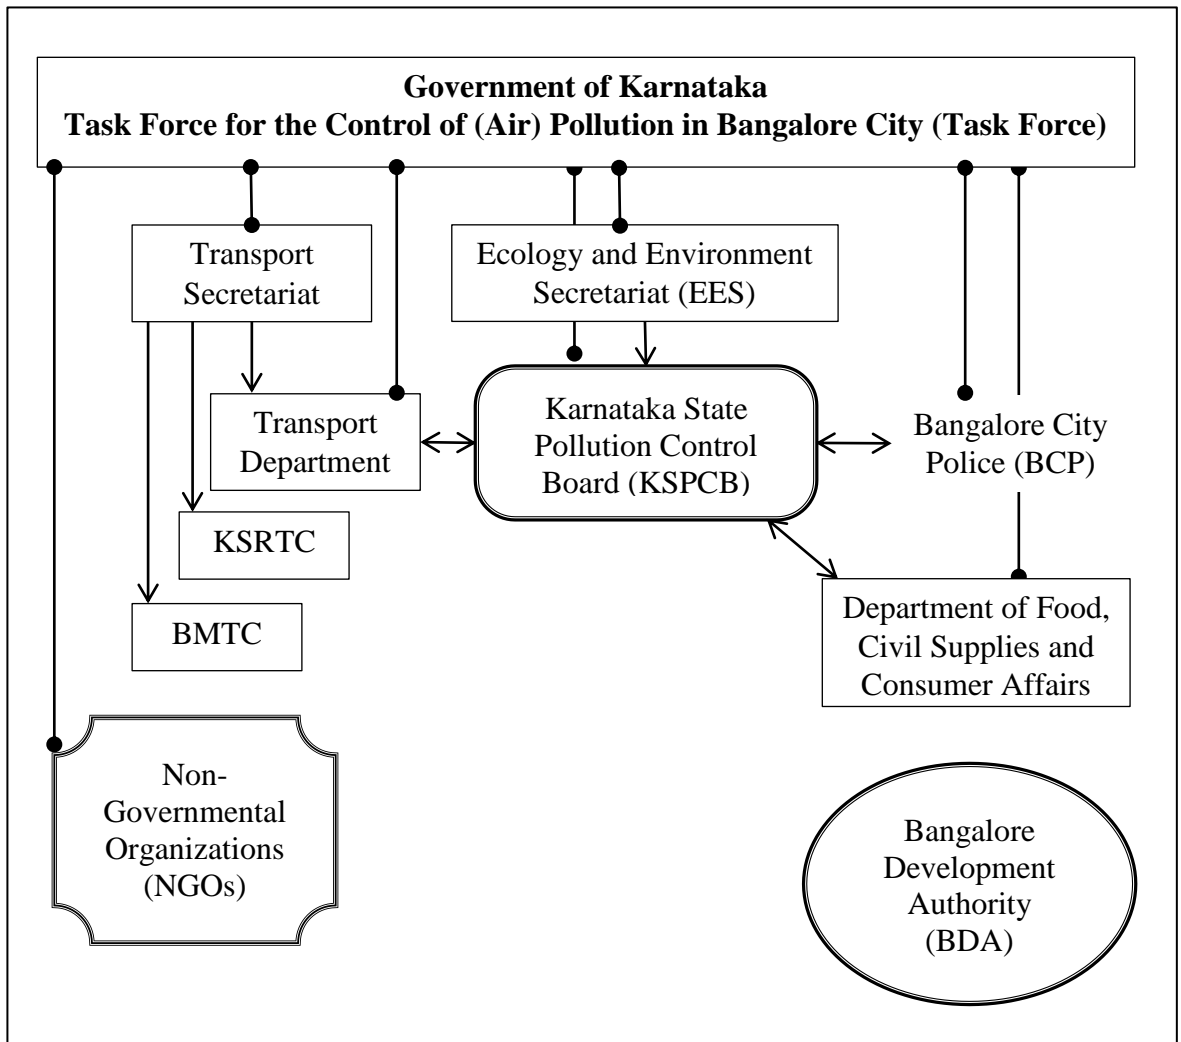 Government of Karnataka
Task Force for the Control of (Air) Pollution in Bangalore City (Task Force)
Transport
Secretariat
Ecology and Environment
Secretariat (EES)
Transport
Department
Karnataka State
Pollution Control
Board (KSPCB)
Bangalore City
Police (BCP)
KSRTC
BMTC
Department of Food,
Civil Supplies and
Consumer Affairs
Non-
Governmental
Organizations
(NGOs)
Bangalore
Development
Authority
(BDA)